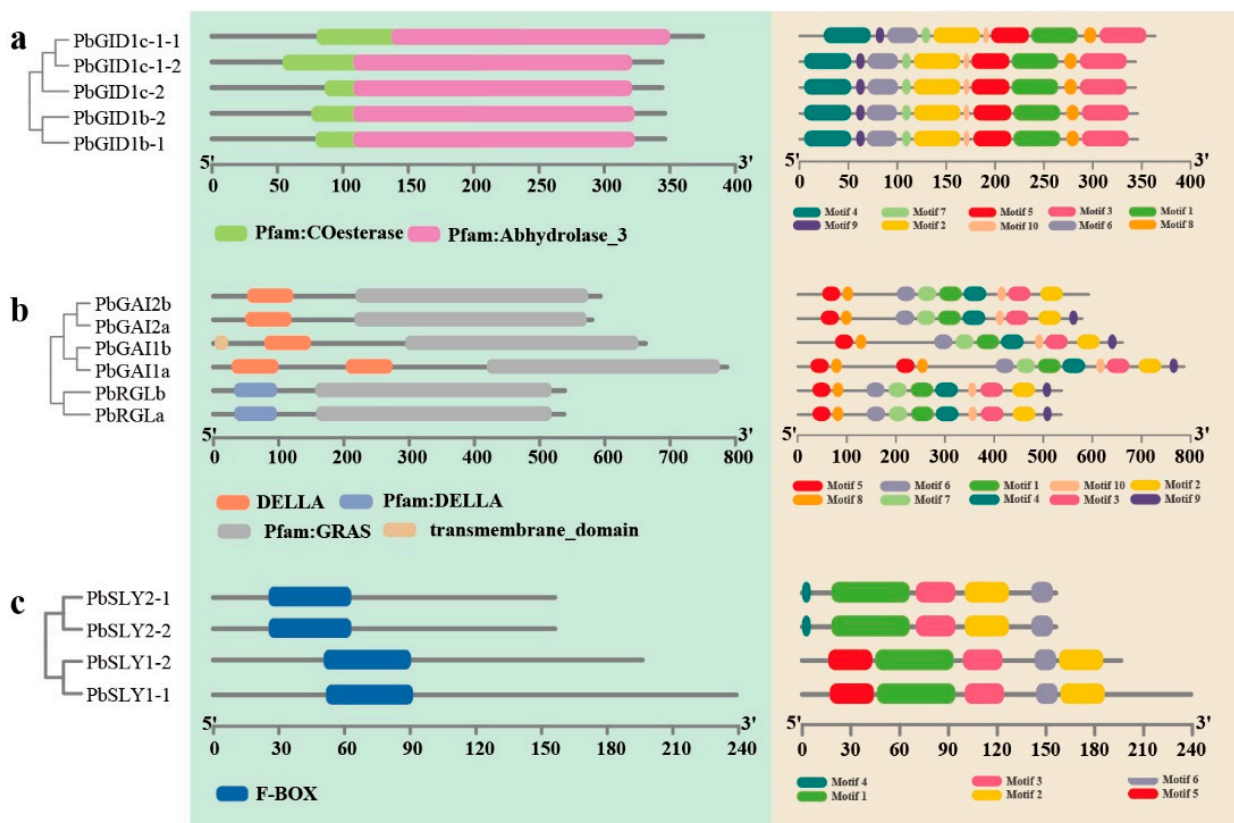 a
PbGID1c-1-1
PbGID1c-1-2
PbGID1c-2
PbGID1b-2
PbGID1b-1
5' 3'
0 50 100 150 200 250 300 350 400
Pfam:COesterase Pfam:Abhydrolase_3
5' 3'
0 50 100 150 200 250 300 350 400
Motif 4 Motif 7 Motif 5 Motif 3 Motif 1
Motif 9 Motif 2 Motif 10 Motif 6 Motif 8
b
PbGAI2b
PbGAI2a
PbGAI1b
PbGAI1a
PbRGLb
PbRGLa
5' 3'
0 100 200 300 400 500 600 700 800
DELLA Pfam:DELLA
Pfam:GRAS transmembrane_domain
5' 3'
0 100 200 300 400 500 600 700 800
Motif 5 Motif 6 Motif 1 Motif 10 Motif 2
Motif 8 Motif 7 Motif 4 Motif 3 Motif 9
c
PbSLY2-1
PbSLY2-2
PbSLY1-2
PbSLY1-1
5' 3'
0 30 60 90 120 150 180 210 240
F-BOX
5' 3'
0 30 60 90 120 150 180 210 240
Motif 4 Motif 3 Motif 6
Motif 1 Motif 2 Motif 5